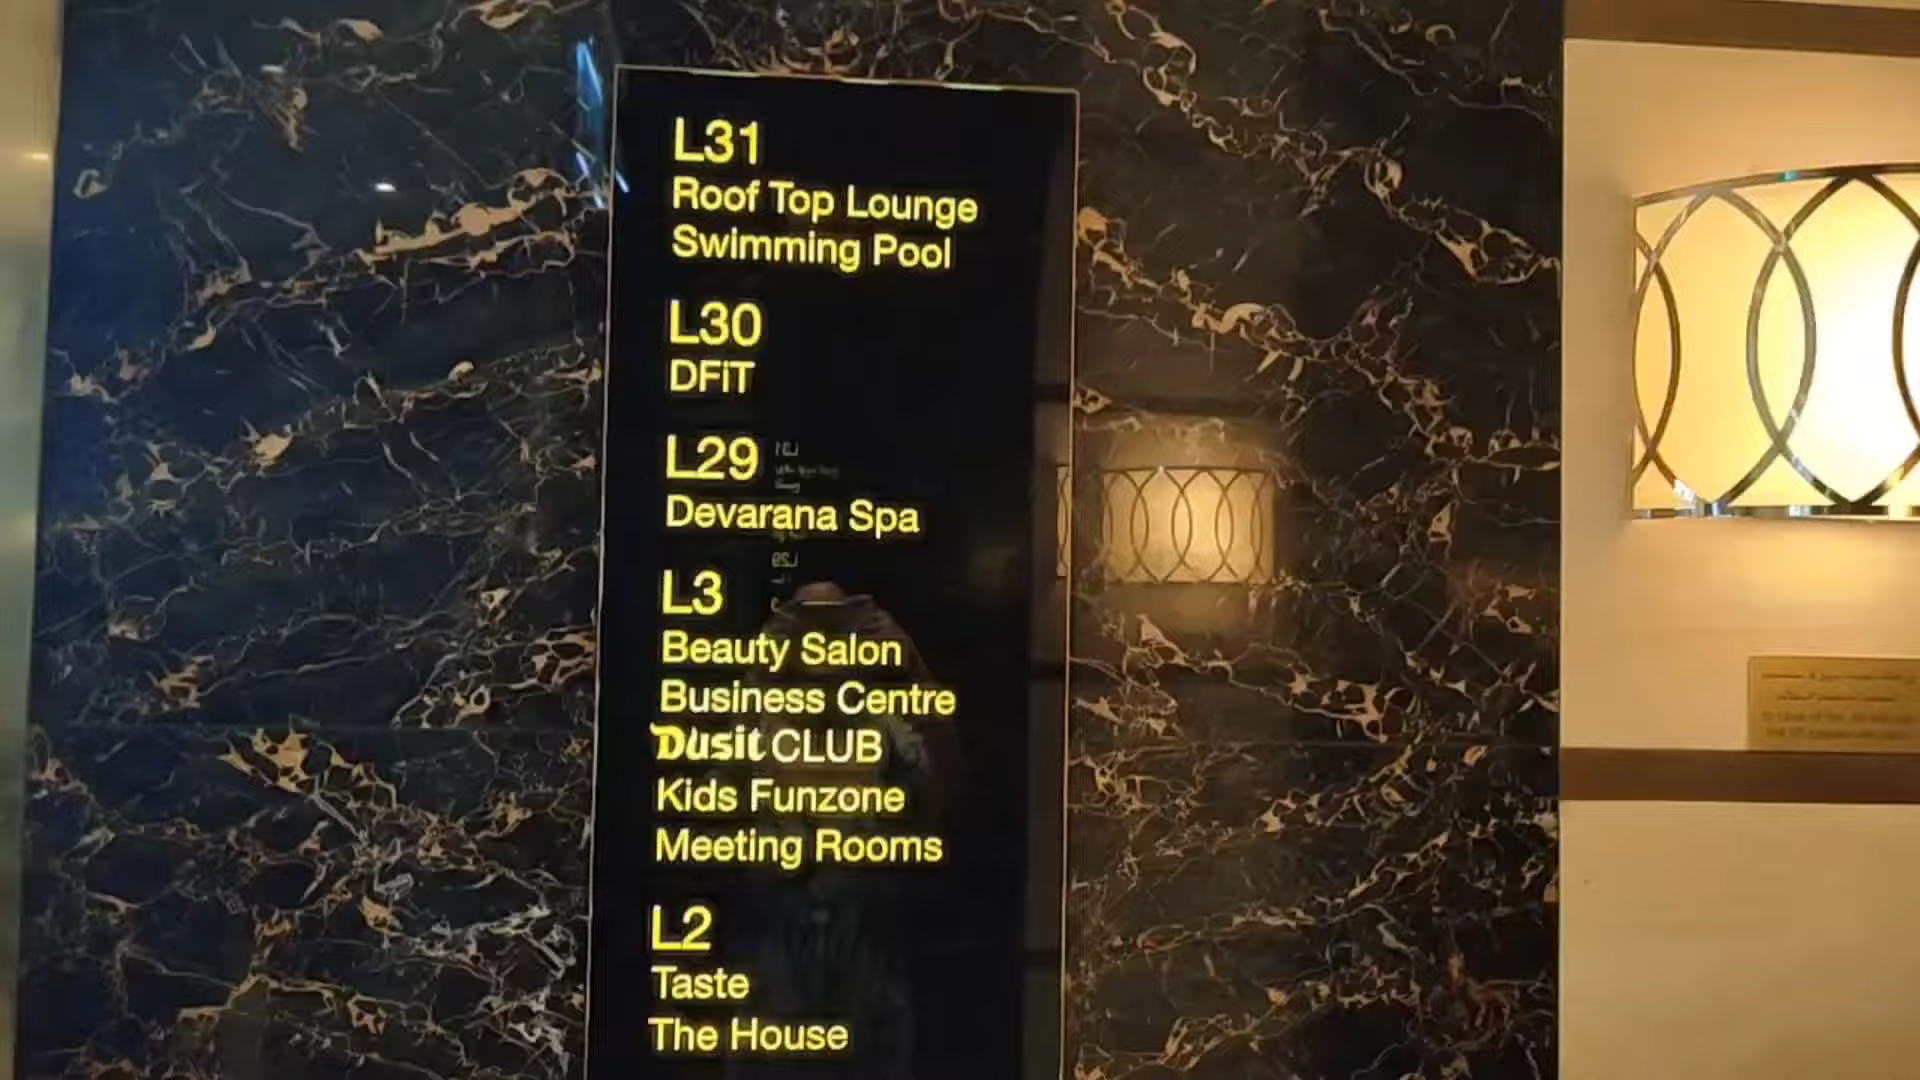 L31
Roof Top Lounge
Swimming Pool
L30
DFiT
L29
Devarana Spa
L3
Beauty Salon
Business Centre
Dusit CLUB
Kids Funzone
Meeting Rooms
L2
Taste
The House